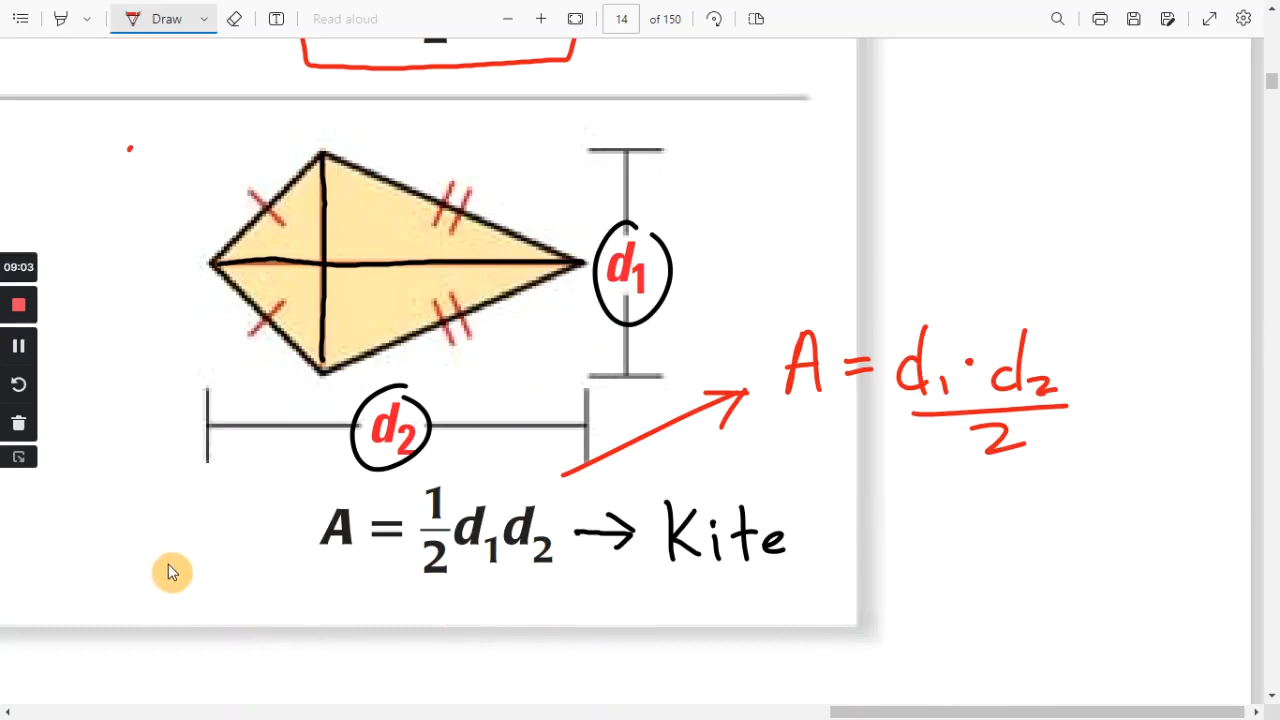 Draw
Read aloud
14 of 150
09:03
d1
A = d1 · d2 / 2
d2
A = 1/2 d1d2 → Kite